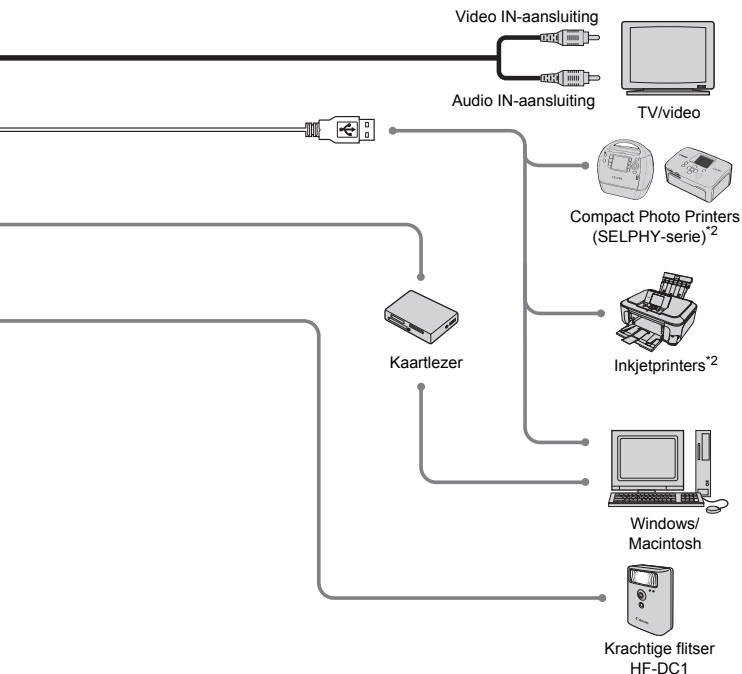 Video IN-aansluiting
Audio IN-aansluiting
TV/video
Compact Photo Printers
(SELPHY-serie)*2
Kaartlezer
Inkjetprinters*2
Windows/
Macintosh
Canon
Krachtige flitser
HF-DC1